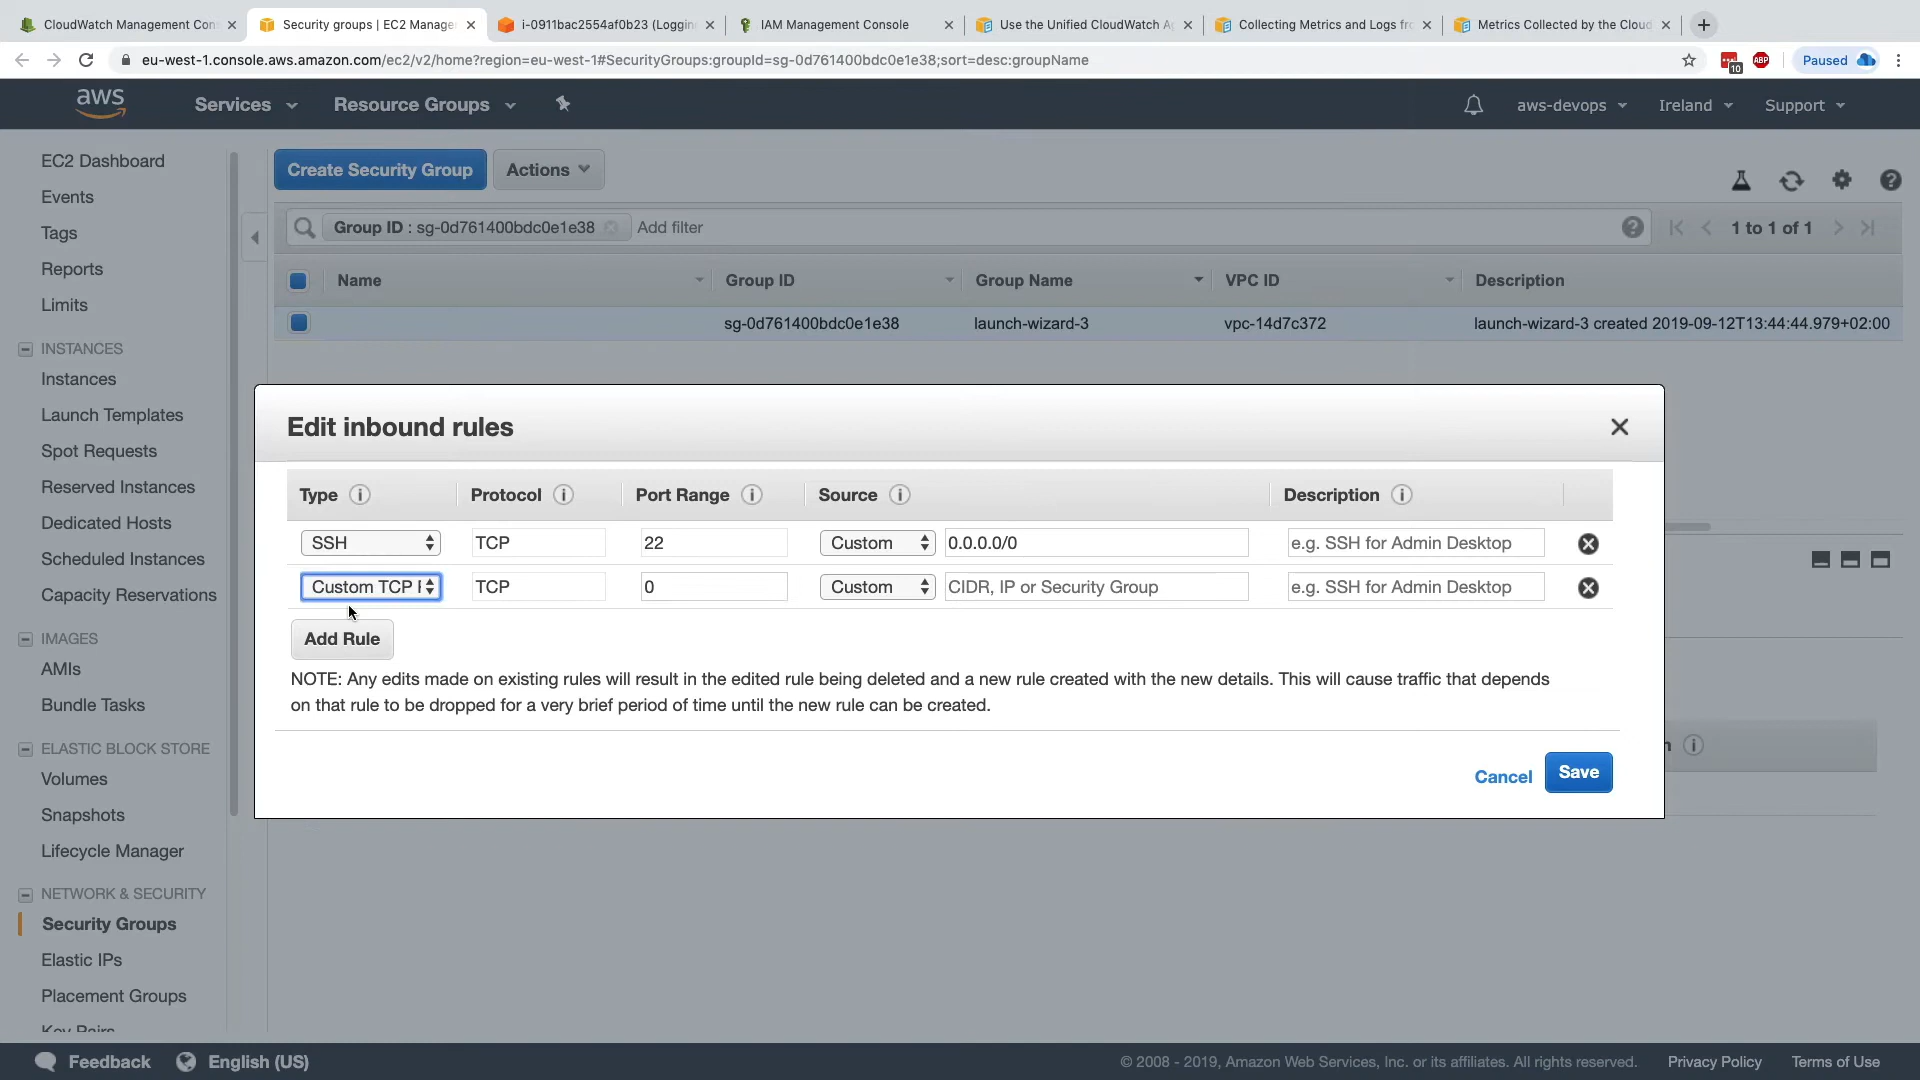 CloudWatch Management Con
Security groups | EC2 Manage
i-0911bac2554af0b23 (Loggin
IAM Management Console
Use the Unified CloudWatch A
Collecting Metrics and Logs fr
Metrics Collected by the Cloud
eu-west-1.console.aws.amazon.com/ec2/v2/home?region=eu-west-1#SecurityGroups:groupId=sg-0d761400bdc0e1e38;sort=desc:groupName
10
ABP
Paused
aws
Services
Resource Groups
aws-devops
Ireland
Support
EC2 Dashboard
Events
Tags
Reports
Limits
INSTANCES
Instances
Launch Templates
Spot Requests
Reserved Instances
Dedicated Hosts
Scheduled Instances
Capacity Reservations
IMAGES
AMIs
Bundle Tasks
ELASTIC BLOCK STORE
Volumes
Snapshots
Lifecycle Manager
NETWORK & SECURITY
Security Groups
Elastic IPs
Placement Groups
Key Pairs
Create Security Group
Actions
Group ID : sg-0d761400bdc0e1e38
Add filter
1 to 1 of 1
Name Group ID Group Name VPC ID Description
sg-0d761400bdc0e1e38 launch-wizard-3 vpc-14d7c372 launch-wizard-3 created 2019-09-12T13:44:44.979+02:00
Edit inbound rules
Type Protocol Port Range Source Description
SSH TCP 22 Custom 0.0.0.0/0 e.g. SSH for Admin Desktop
Custom TCP TCP 0 Custom CIDR, IP or Security Group e.g. SSH for Admin Desktop
Add Rule
NOTE: Any edits made on existing rules will result in the edited rule being deleted and a new rule created with the new details. This will cause traffic that depends
on that rule to be dropped for a very brief period of time until the new rule can be created.
Cancel
Save
Feedback
English (US)
© 2008 - 2019, Amazon Web Services, Inc. or its affiliates. All rights reserved.
Privacy Policy
Terms of Use